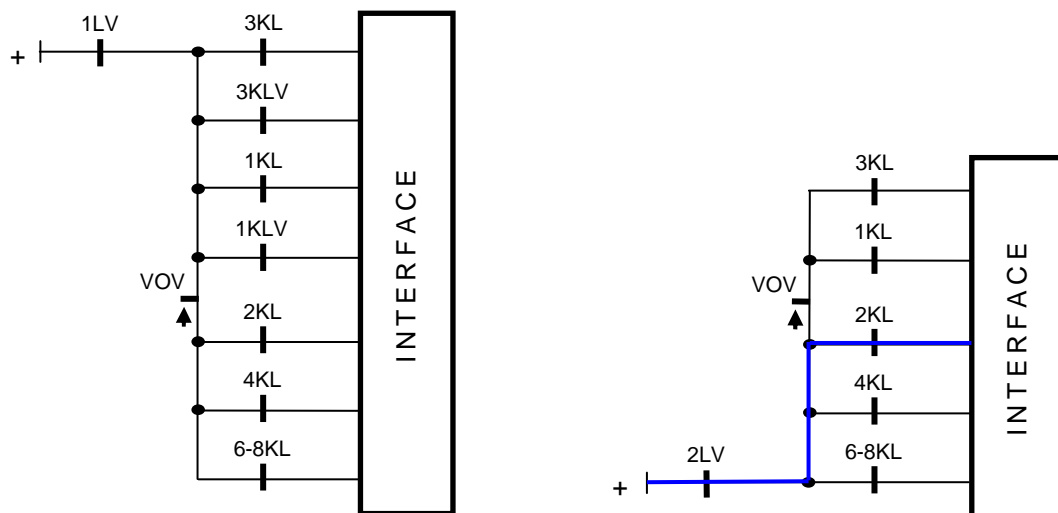 1LV
3KL
+
3KLV
1KL
1KLV
VOV
2KL
4KL
6-8KL
INTERFACE
3KL
1KL
VOV
2KL
4KL
2LV
6-8KL
+
INTERFACE